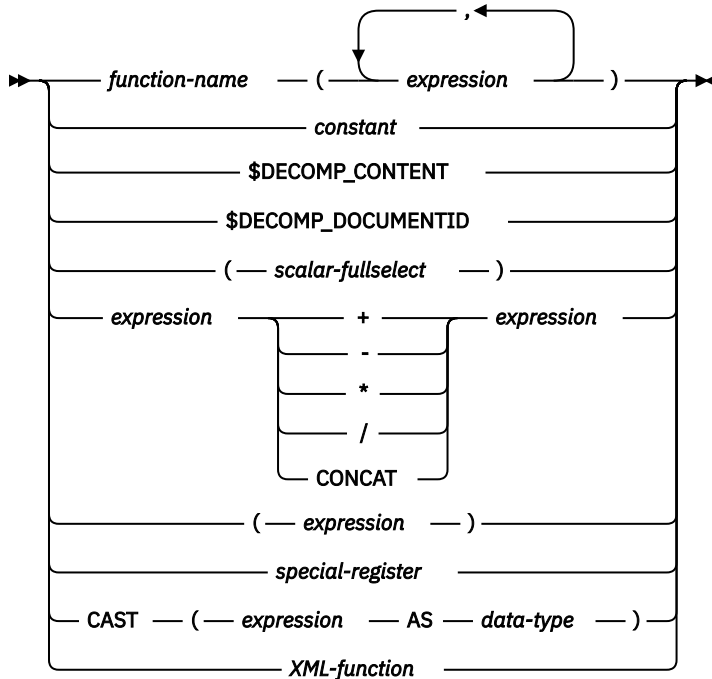 ,
function-name ( expression )
constant
$DECOMP_CONTENT
$DECOMP_DOCUMENTID
( scalar-fullselect )
expression + expression
-
*
/
CONCAT
( expression )
special-register
CAST ( expression AS data-type )
XML-function